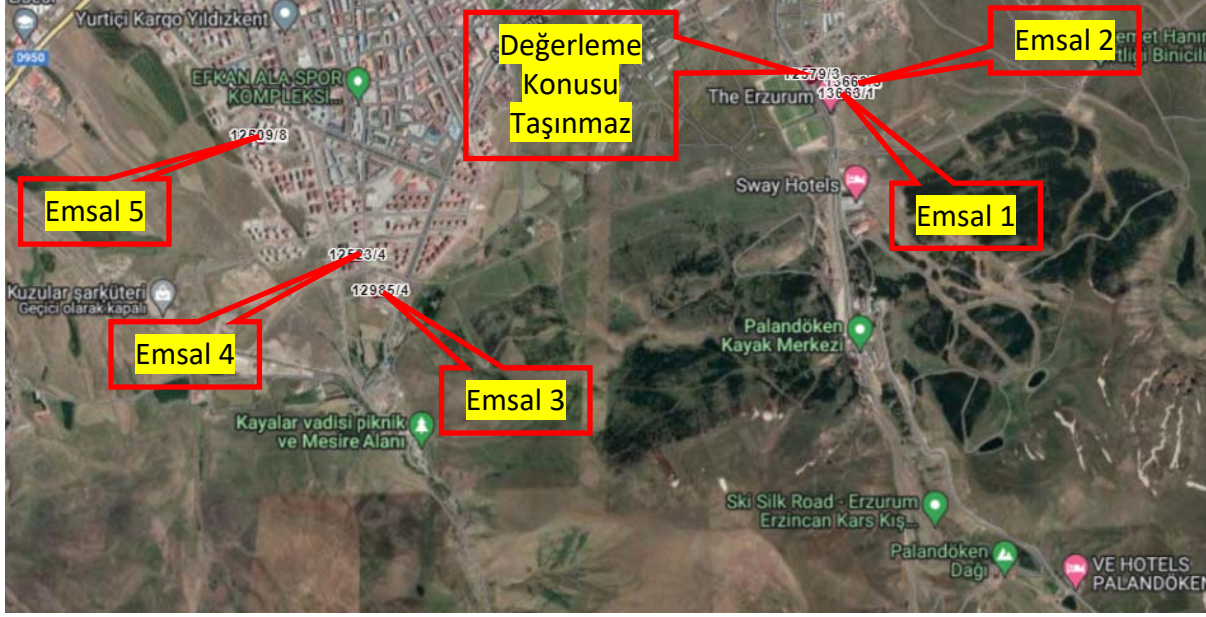 Yurtiçi Kargo Yıldızkent
D950
EFKAN ALA SPOR
KOMPLEKSİ...
Değerleme
Konusu
Taşınmaz
Emsal 2
12579/3
13663/1
The Erzurum
12609/8
Emsal 5
Sway Hotels
Emsal 1
12523/4
12985/4
Kuzular şarküteri
Geçici olarak kapalı
Emsal 4
Emsal 3
Palandöken
Kayak Merkezi
Kayalar vadisi piknik
ve Mesire Alanı
Ski Silk Road - Erzurum
Erzincan Kars Kış...
Palandöken
Dağı
VE HOTELS
PALANDÖKEN